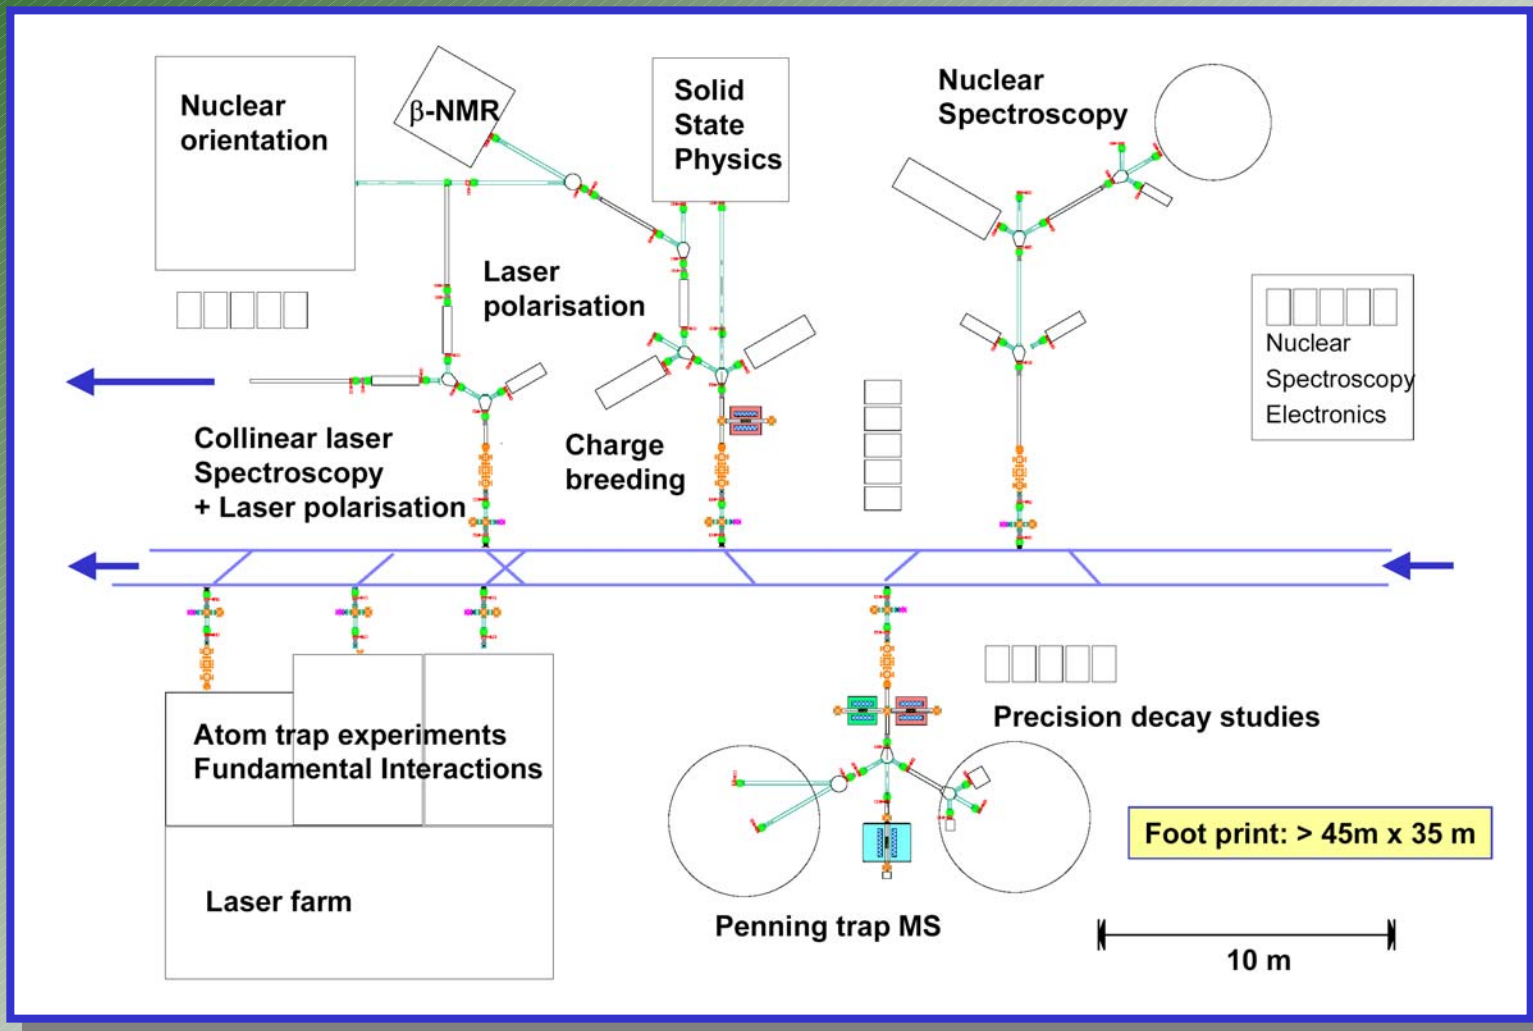 Nuclear
orientation
β-NMR
Solid
State
Physics
Nuclear
Spectroscopy
Laser
polarisation
Nuclear
Spectroscopy
Electronics
Collinear laser
Spectroscopy
+ Laser polarisation
Charge
breeding
Precision decay studies
Atom trap experiments
Fundamental Interactions
Foot print: > 45m x 35 m
Laser farm
Penning trap MS
10 m